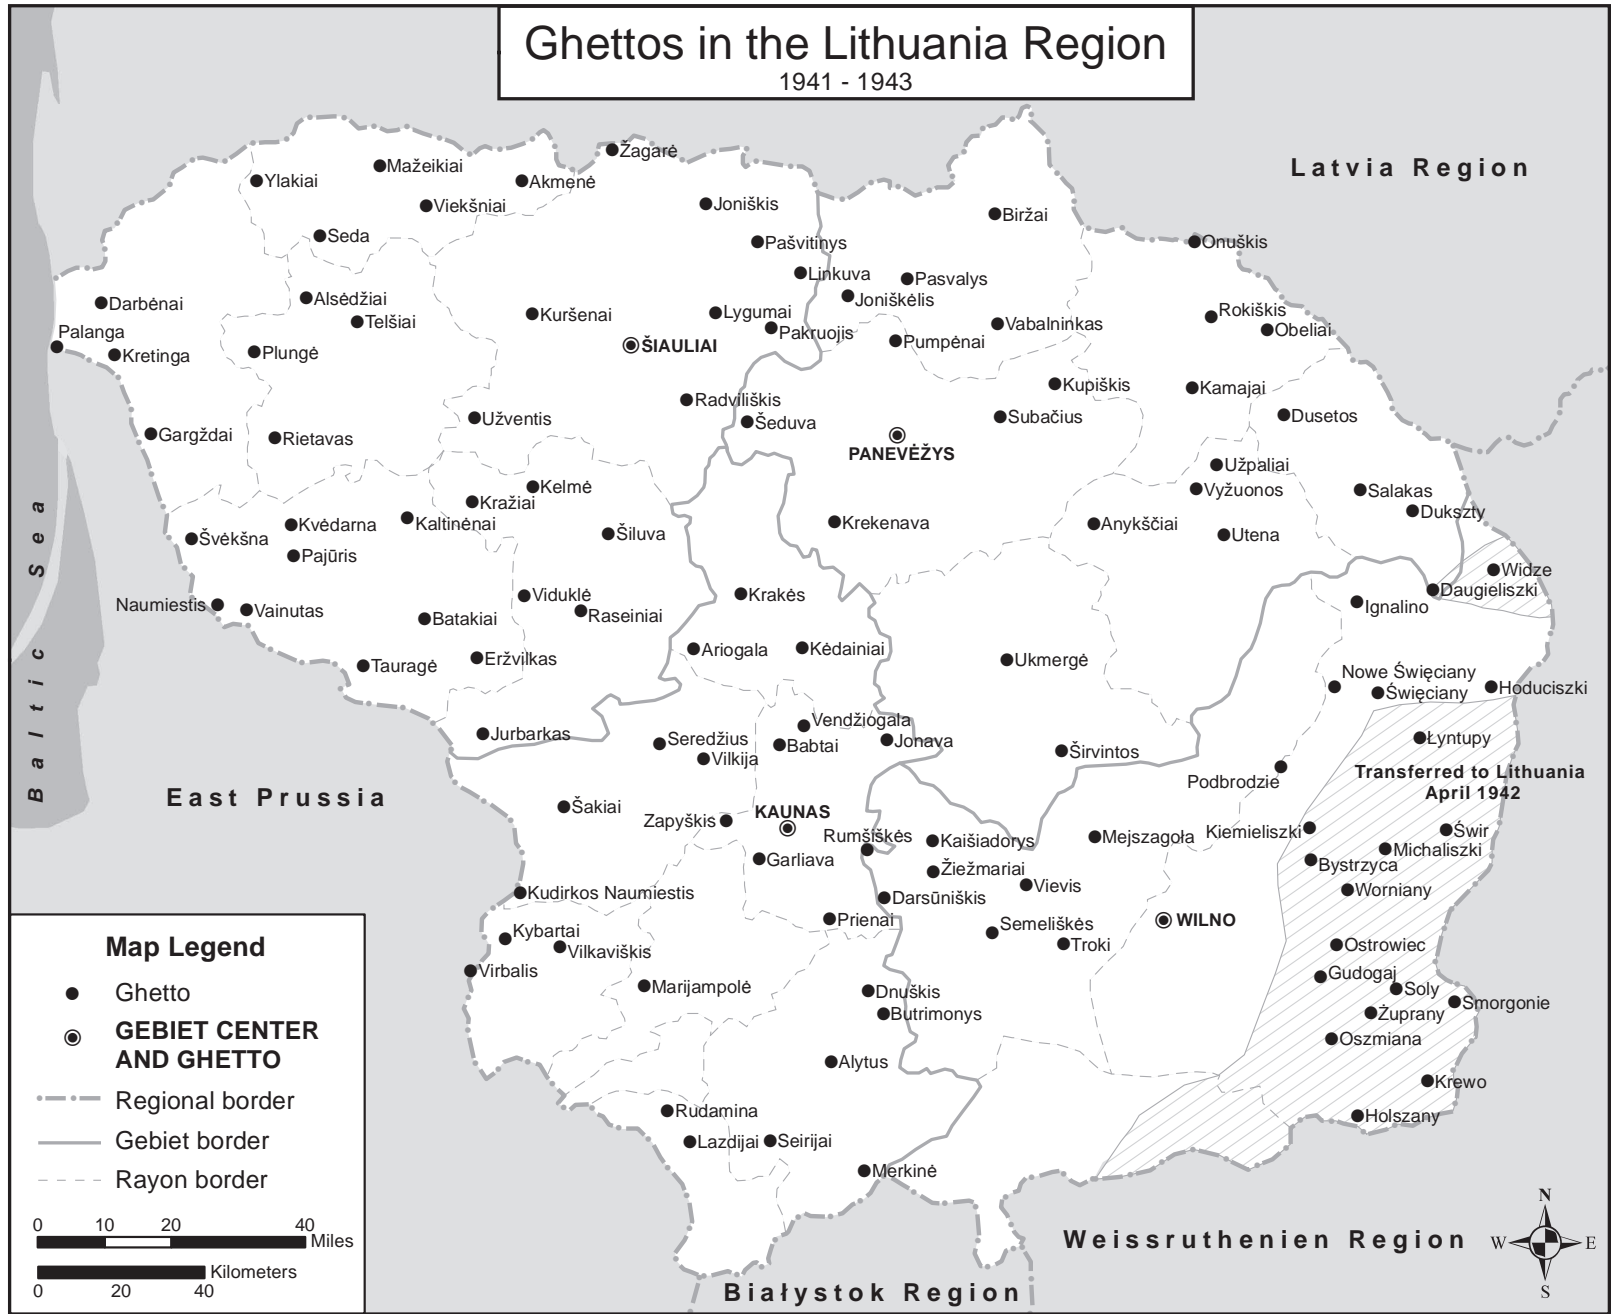 Ghettos in the Lithuania Region
1941 - 1943
Latvia Region
Žagarė
Mažeikiai
Ylakiai
Akmenė
Viekšniai
Joniškis
Biržai
Seda
Pašvitinys
Onuškis
Linkuva
Pasvalys
Darbėnai
Alsėdžiai
Joniškėlis
Telšiai
Kuršenai
Lygumai
Rokiškis
Palanga
Pakruojis
Vabalninkas
Obeliai
Kretinga
Plungė
ŠIAULIAI
Pumpėnai
Kupiškis
Kamajai
Radviliškis
Dusetos
Užventis
Šeduva
Subačius
Gargždai
Rietavas
PANEVĖŽYS
Užpaliai
Kelmė
Vyžuonos
Salakas
Kražiai
Dukszty
Kvėdarna
Kaltinėnai
Krekenava
Anykščiai
Švėkšna
Šiluva
Utena
Pajūris
Widze
Daugieliszki
Naumiestis
Vainutas
Viduklė
Krakės
Ignalino
Batakiai
Raseiniai
Ariogala
Kėdainiai
Tauragė
Eržvilkas
Ukmergė
Nowe Święciany
Święciany
Hoduciszki
Baltic Sea
Jurbarkas
Vendžiogala
Seredžius
Babtai
Jonava
Łyntupy
Vilkija
Širvintos
Transferred to Lithuania
April 1942
Podbrodzie
East Prussia
Šakiai
KAUNAS
Zapyškis
Rumšiškės
Kaišiadorys
Mejszagoła
Kiemieliszki
Świr
Michaliszki
Garliava
Bystrzyca
Žiežmariai
Vievis
Worniany
Kudirkos Naumiestis
Darsūniškis
Prienai
Semeliškės
WILNO
Kybartai
Troki
Ostrowiec
Vilkaviškis
Virbalis
Gudogaj
Marijampolė
Dnuškis
Soly
Smorgonie
Butrimonys
Żuprany
Oszmiana
Alytus
Krewo
Rudamina
Holszany
Lazdijai
Seirijai
Merkinė
Map Legend
Ghetto
GEBIET CENTER
AND GHETTO
Regional border
Gebiet border
Rayon border
0 10 20 40
Miles
Kilometers
0 20 40
Weissruthenien Region
Białystok Region
N
W E
S